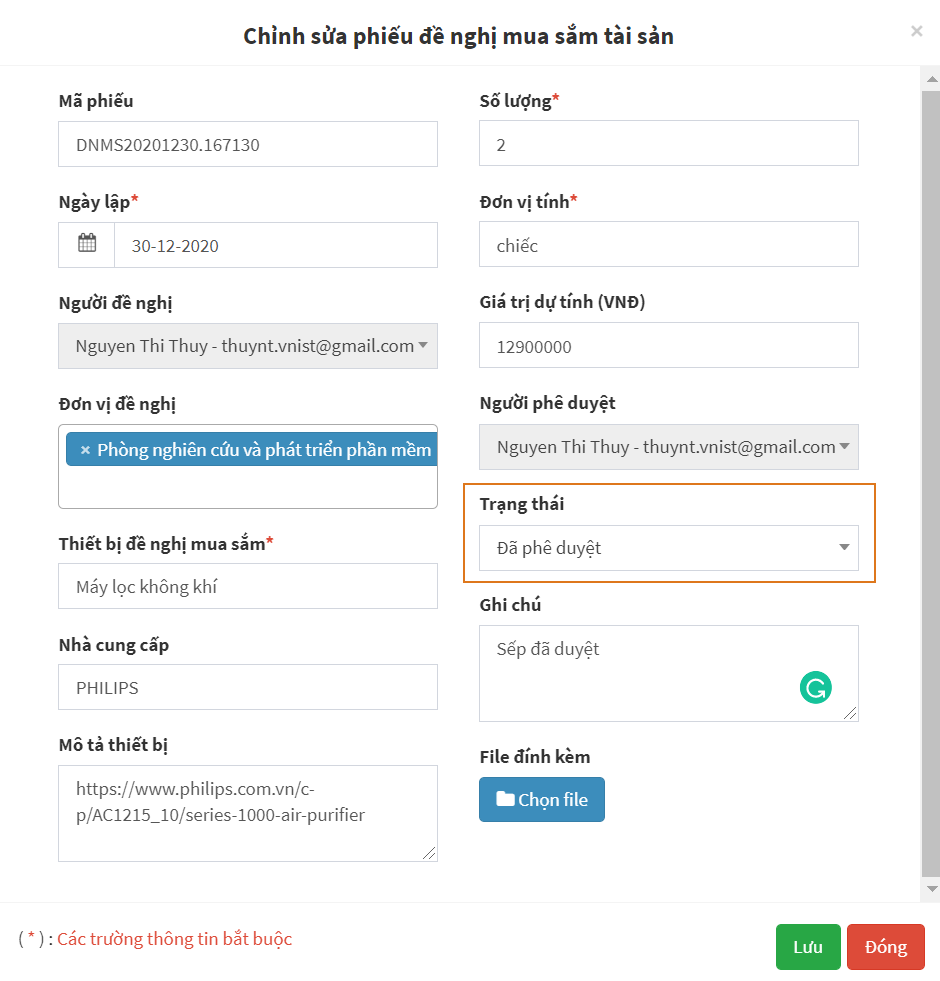 Chỉnh sửa phiếu đề nghị mua sắm tài sản
×
Mã phiếu
DNMS20201230.167130
Ngày lập*
30-12-2020
Người đề nghị
Nguyen Thi Thuy - thuynt.vnist@gmail.com
Đơn vị đề nghị
× Phòng nghiên cứu và phát triển phần mềm
Thiết bị đề nghị mua sắm*
Máy lọc không khí
Nhà cung cấp
PHILIPS
Mô tả thiết bị
https://www.philips.com.vn/c-
p/AC1215_10/series-1000-air-purifier
Số lượng*
2
Đơn vị tính*
chiếc
Giá trị dự tính (VNĐ)
12900000
Người phê duyệt
Nguyen Thi Thuy - thuynt.vnist@gmail.com
Trạng thái
Đã phê duyệt
Ghi chú
Sếp đã duyệt
File đính kèm
Chọn file
( * ) : Các trường thông tin bắt buộc
Lưu
Đóng